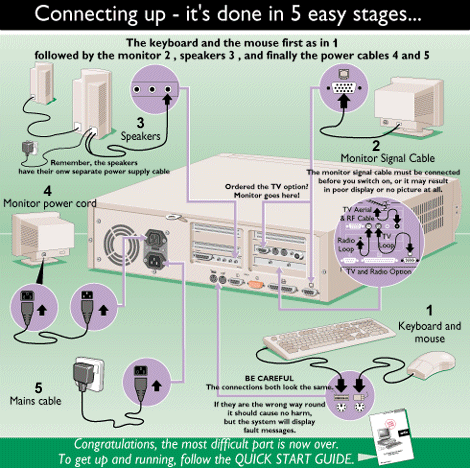 Connecting up - it's done in 5 easy stages...
The keyboard and the mouse first as in 1
followed by the monitor 2 , speakers 3 , and finally the power cables 4 and 5
3
Speakers
Remember, the speakers
have their onw separate power supply cable
2
Monitor Signal Cable
The monitor signal cable must be connected
before you switch on, or it may result
in poor display or no picture at all.
Ordered the TV option?
Monitor goes here!
4
Monitor power cord
TV Aerial
& RF Cable
Radio
Loop
TV
Loop
TV and Radio Option
1
Keyboard and
mouse
5
Mains cable
BE CAREFUL
The connections both look the same.
If they are the wrong way round
it should cause no harm,
but the system will display
fault messages.
Congratulations, the most difficult part is now over.
To get up and running, follow the QUICK START GUIDE.